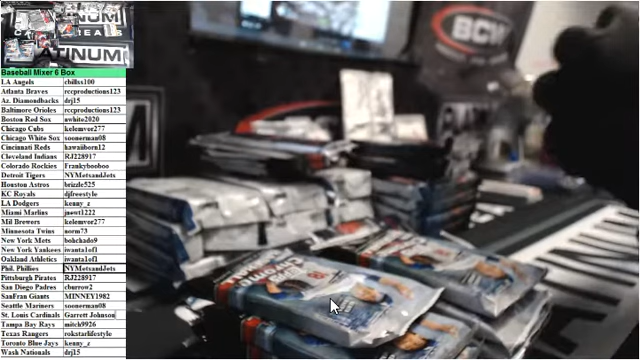 ATINUM
Baseball Mixer 6 Box
LA Angels chillss100
Atlanta Braves rccproductions123
Az. Diamondbacks drj15
Baltimore Orioles rccproductions123
Boston Red Sox nwhite2020
Chicago Cubs kelemvor277
Chicago White Sox soonerman08
Cincinnati Reds hawaiiborn12
Cleveland Indians RJ228917
Colorado Rockies Frankybooboo
Detroit Tigers NYMetsandJets
Houston Astros brizzle525
KC Royals djfreestyle
LA Dodgers kenny_z
Miami Marlins jnewt1222
Mil Brewers kelemvor277
Minnesota Twins norm73
New York Mets bobchado9
New York Yankees iwanta1of1
Oakland Athletics iwanta1of1
Phil. Phillies NYMetsandJets
Pittsburgh Pirates RJ228917
San Diego Padres cburrow2
SanFran Giants MINNEY1982
Seattle Mariners soonerman08
St. Louis Cardinals Garrett Johnson
Tampa Bay Rays mitch9926
Texas Rangers rokstarlifestyle
Toronto Blue Jays kenny_z
Wash Nationals drj15
BCW